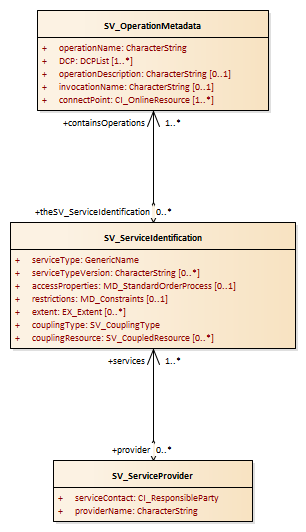 SV_OperationMetadata
+ operationName: CharacterString
+ DCP: DCPList [1..*]
+ operationDescription: CharacterString [0..1]
+ invocationName: CharacterString [0..1]
+ connectPoint: CI_OnlineResource [1..*]
+containsOperations 1..*
+theSV_ServiceIdentification 0..*
SV_ServiceIdentification
+ serviceType: GenericName
+ serviceTypeVersion: CharacterString [0..*]
+ accessProperties: MD_StandardOrderProcess [0..1]
+ restrictions: MD_Constraints [0..1]
+ extent: EX_Extent [0..*]
+ couplingType: SV_CouplingType
+ couplingResource: SV_CoupledResource [0..*]
+services 1..*
+provider 0..*
SV_ServiceProvider
+ serviceContact: CI_ResponsibleParty
+ providerName: CharacterString